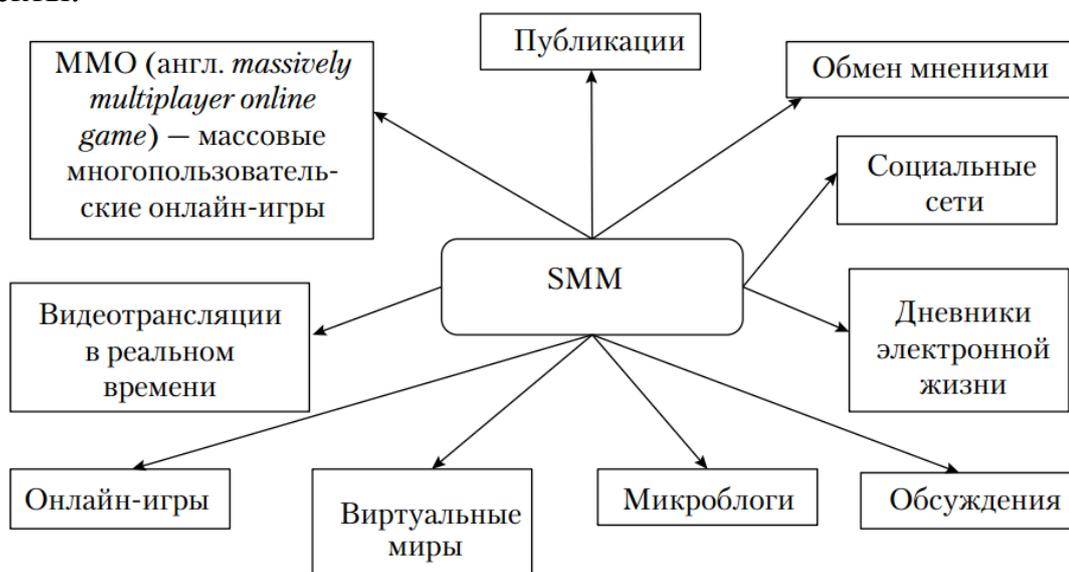 Публикации
ММО (англ. massively
multiplayer online
game) — массовые
многопользователь-
ские онлайн-игры
Обмен мнениями
Социальные
сети
SMM
Видеотрансляции
в реальном
времени
Дневники
электронной
жизни
Онлайн-игры
Виртуальные
миры
Микроблоги
Обсуждения